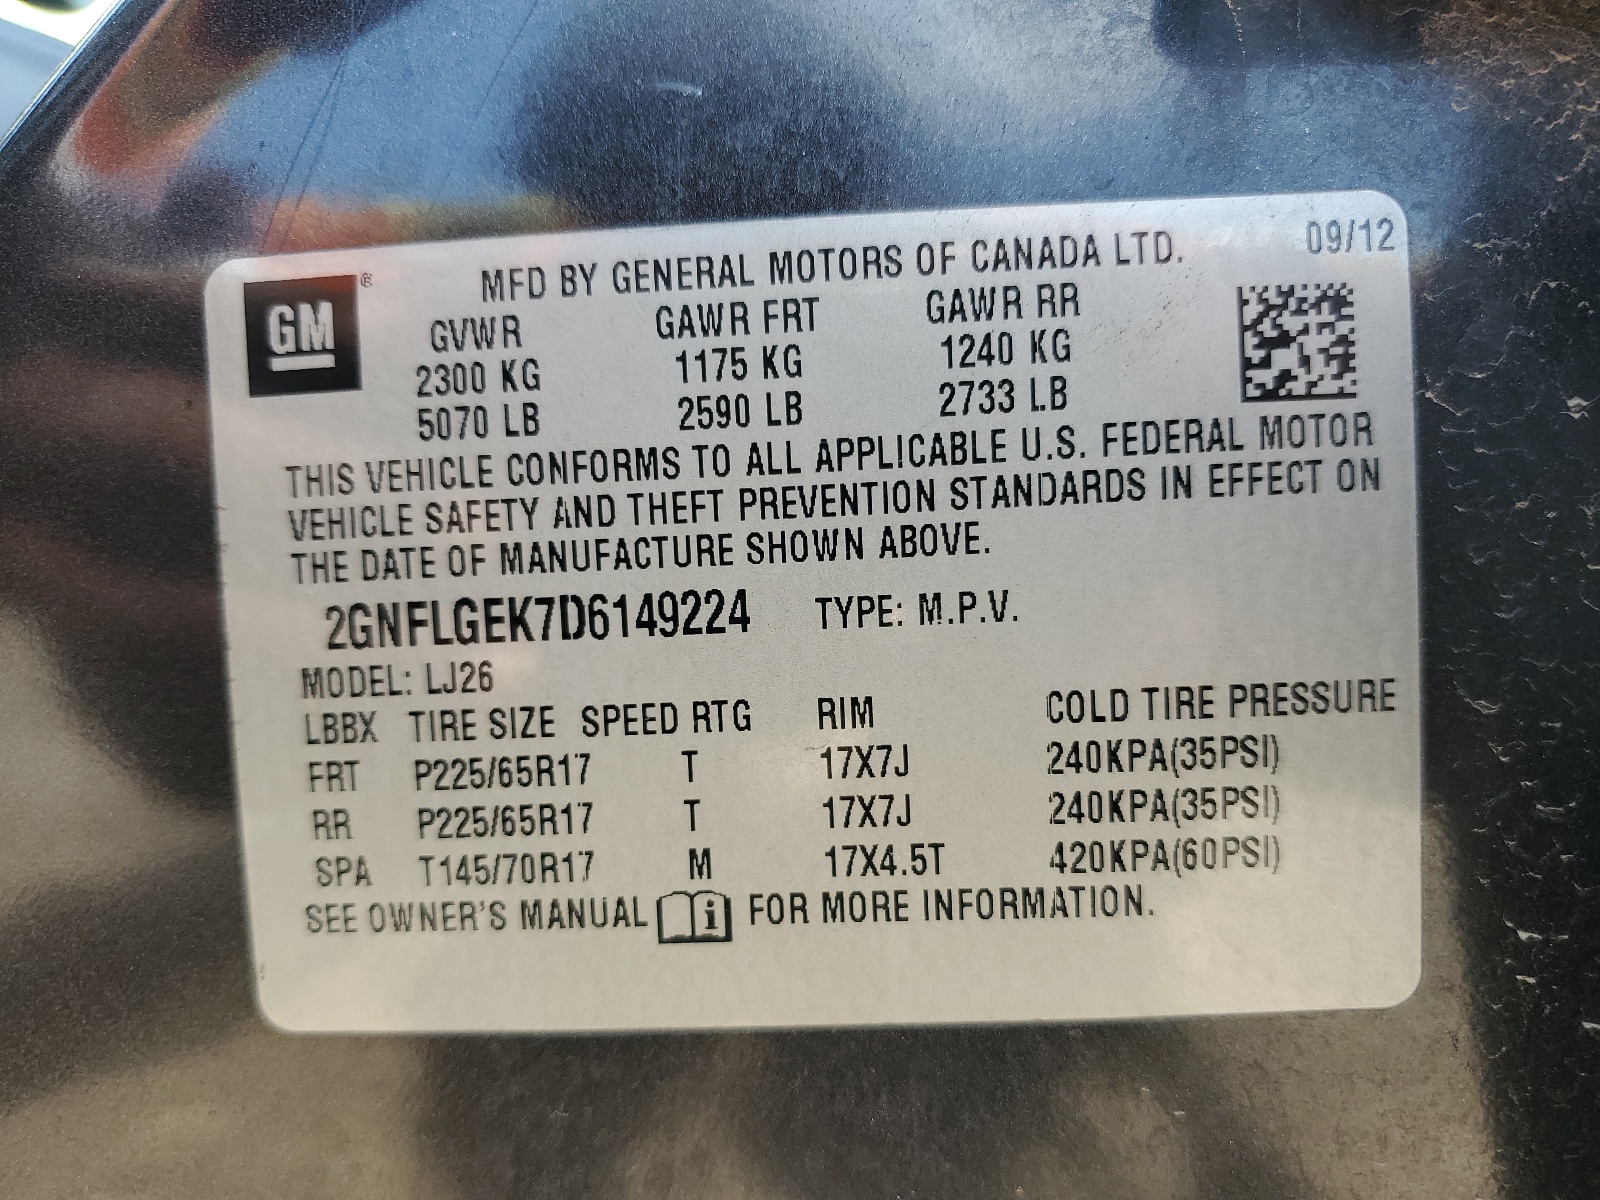 09/12
GM ®
MFD BY GENERAL MOTORS OF CANADA LTD.
GVWR GAWR FRT GAWR RR
2300 KG 1175 KG 1240 KG
5070 LB 2590 LB 2733 LB
THIS VEHICLE CONFORMS TO ALL APPLICABLE U.S. FEDERAL MOTOR
VEHICLE SAFETY AND THEFT PREVENTION STANDARDS IN EFFECT ON
THE DATE OF MANUFACTURE SHOWN ABOVE.
2GNFLGEK7D6149224 TYPE: M.P.V.
MODEL: LJ26
LBBX TIRE SIZE SPEED RTG RIM COLD TIRE PRESSURE
FRT P225/65R17 T 17X7J 240KPA(35PSI)
RR P225/65R17 T 17X7J 240KPA(35PSI)
SPA T145/70R17 M 17X4.5T 420KPA(60PSI)
SEE OWNER'S MANUAL i FOR MORE INFORMATION.